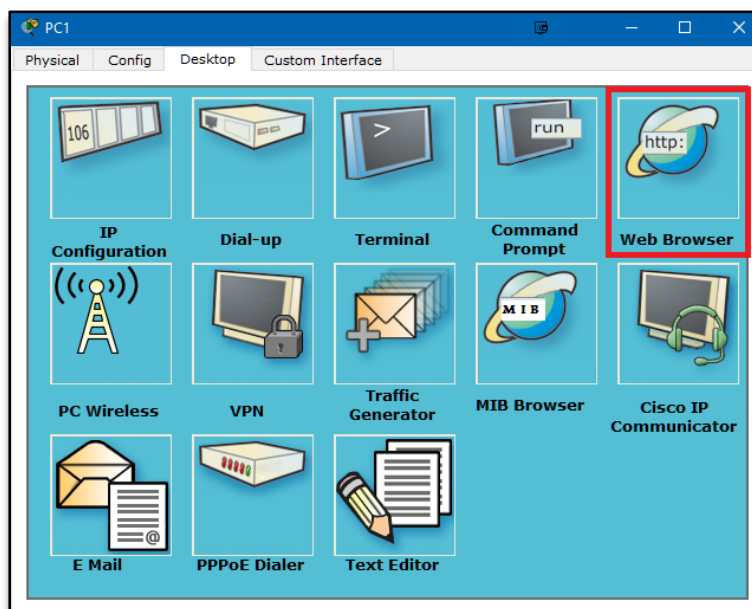 PC1
Physical Config Desktop Custom Interface
106
>
run
http:
IP
Configuration
Dial-up
Terminal
Command
Prompt
Web Browser
MIB
PC Wireless
VPN
Traffic
Generator
MIB Browser
Cisco IP
Communicator
@
E Mail
PPPoE Dialer
Text Editor